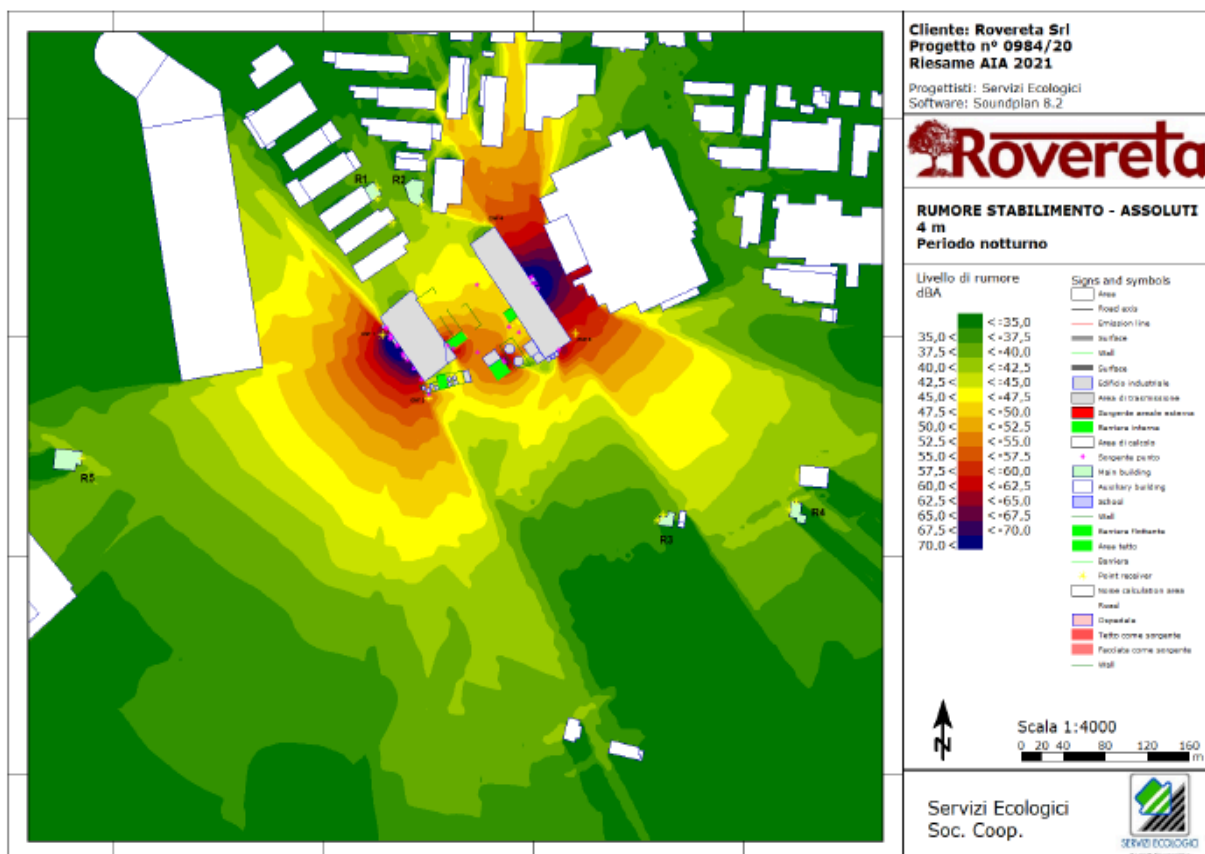 Cliente: Rovereta Srl
Progetto n° 0984/20
Riesame AIA 2021
Progettisti: Servizi Ecologici
Software: Soundplan 8.2
Rovereta
RUMORE STABILIMENTO - ASSOLUTI
4 m
Periodo notturno
Livello di rumore
dBA
<=35,0
35,0 < <=37,5
37,5 < <=40,0
40,0 < <=42,5
42,5 < <=45,0
45,0 < <=47,5
47,5 < <=50,0
50,0 < <=52,5
52,5 < <=55,0
55,0 < <=57,5
57,5 < <=60,0
60,0 < <=62,5
62,5 < <=65,0
65,0 < <=67,5
67,5 < <=70,0
70,0 <
Signs and symbols
Area
Road axis
Emission line
Surface
Wall
Surface
Edificio industriale
Area di trasmissione
Sorgente areale esterna
Barriera interna
Area di calcolo
Sorgente punto
Main building
Auxiliary building
School
Wall
Barriera flottante
Area tetto
Barriera
Point receiver
Noise calculation area
Road
Ospedale
Tetto come sorgente
Facciata come sorgente
Wall
R1
R2
R5
R3
R4
N
Scala 1:4000
0 20 40 80 120 160
m
Servizi Ecologici
Soc. Coop.
SERVIZI ECOLOGICI